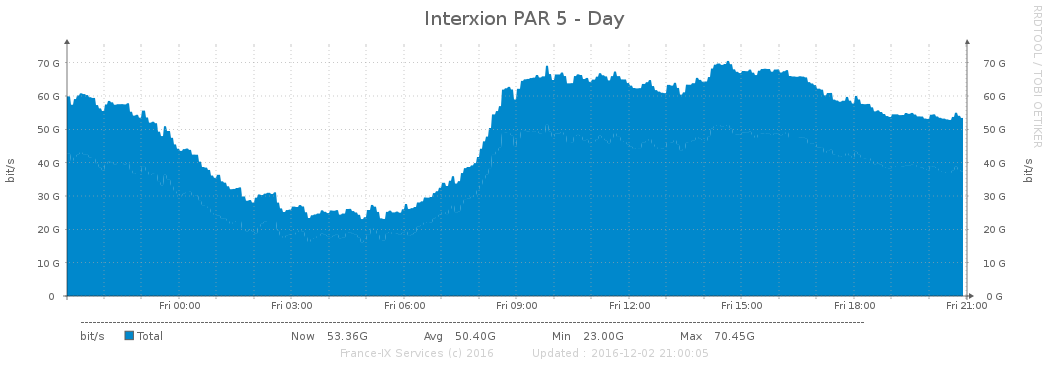 Interxion PAR 5 - Day
RRDTOOL / TOBI OETIKER
bit/s
70 G
60 G
50 G
40 G
30 G
20 G
10 G
0
70 G
60 G
50 G
40 G
30 G
20 G
10 G
0 G
bit/s
Fri 00:00 Fri 03:00 Fri 06:00 Fri 09:00 Fri 12:00 Fri 15:00 Fri 18:00 Fri 21:00
bit/s Total Now 53.36G Avg 50.40G Min 23.00G Max 70.45G
France-IX Services (c) 2016 Updated : 2016-12-02 21:00:05